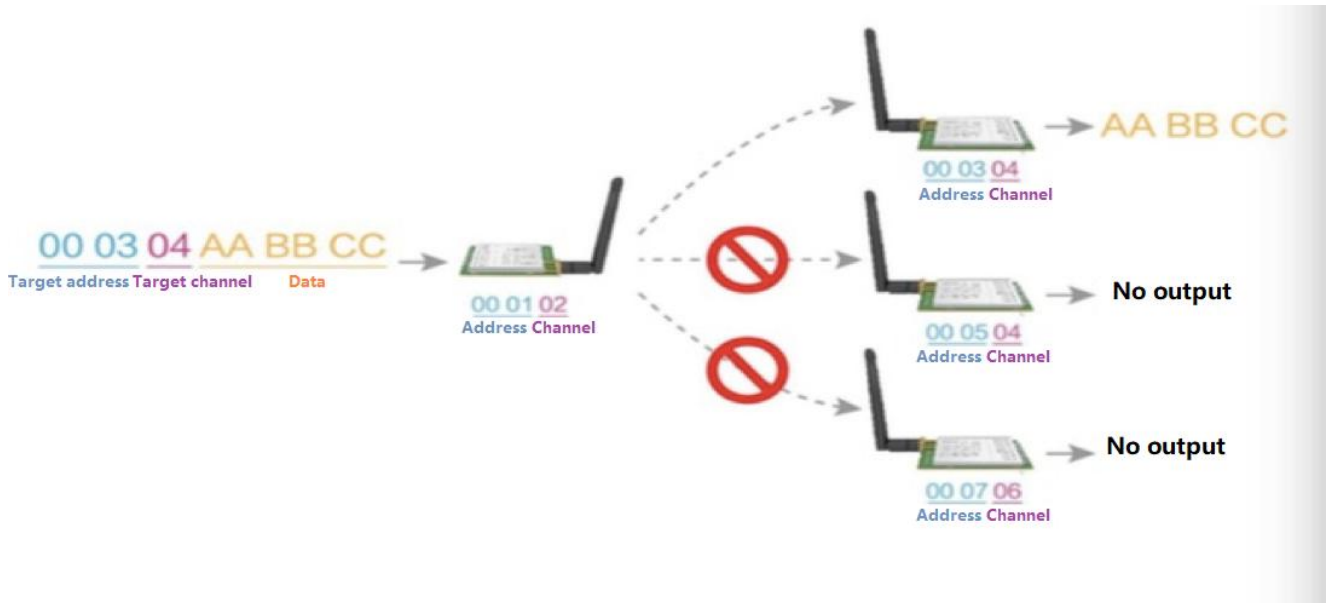 AA BB CC
00 03 04
Address Channel
00 03 04 AA BB CC
Target address Target channel Data
00 01 02
Address Channel
No output
00 05 04
Address Channel
No output
00 07 06
Address Channel